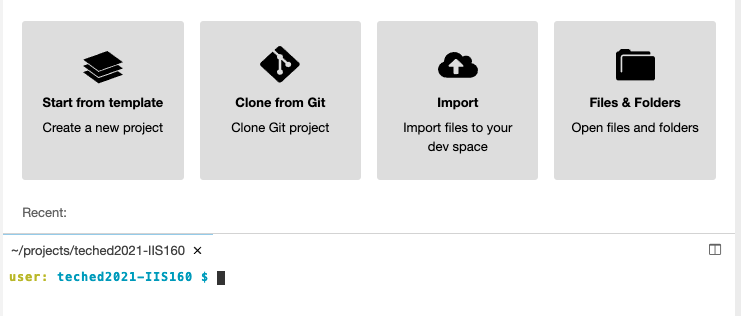 Start from template
Create a new project
Clone from Git
Clone Git project
Import
Import files to your
dev space
Files & Folders
Open files and folders
Recent:
~/projects/teched2021-IIS160 ×
user: teched2021-IIS160 $